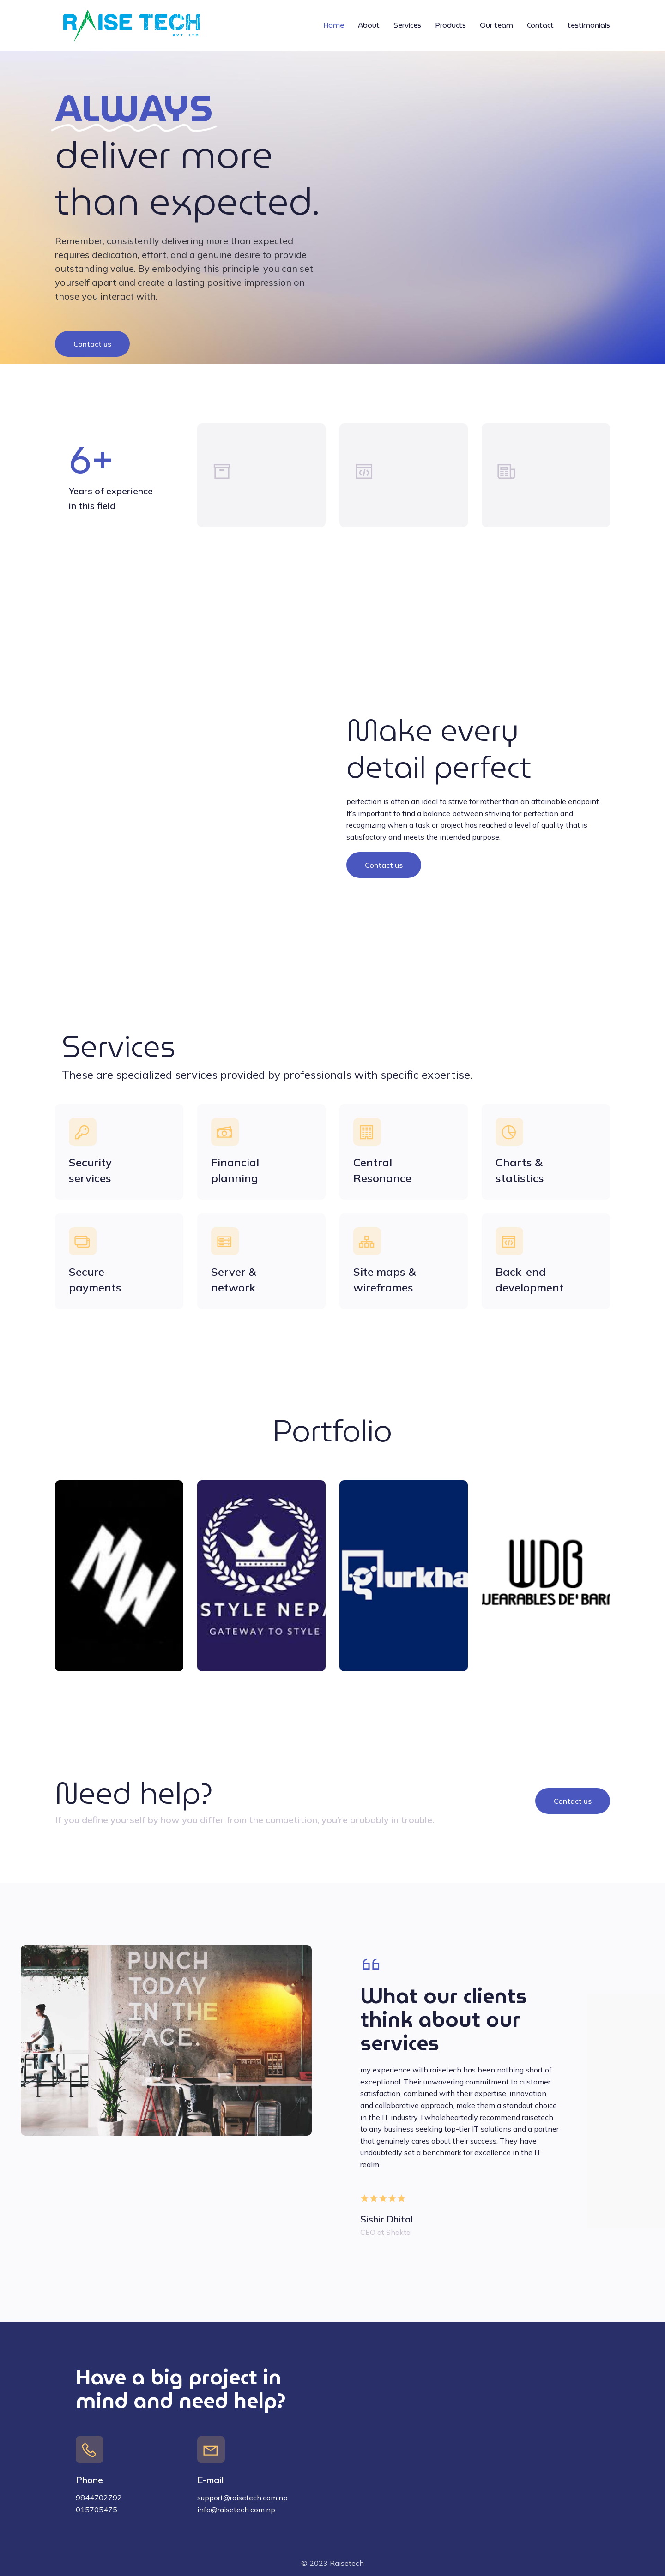 RAISE TECH
PVT LTD
Home About Services Products Our team Contact testimonials
ALWAYS
deliver more
than expected.
Remember, consistently delivering more than expected
requires dedication, effort, and a genuine desire to provide
outstanding value. By embodying this principle, you can set
yourself apart and create a lasting positive impression on
those you interact with.
Contact us
6+
Years of experience
in this field
Make every
detail perfect
perfection is often an ideal to strive for rather than an attainable endpoint.
It's important to find a balance between striving for perfection and
recognizing when a task or project has reached a level of quality that is
satisfactory and meets the intended purpose.
Contact us
Services
These are specialized services provided by professionals with specific expertise.
Security
services
Financial
planning
Central
Resonance
Charts &
statistics
Secure
payments
Server &
network
Site maps &
wireframes
Back-end
development
Portfolio
MW
STYLE NEPA
GATEWAY TO STYLE
gurkha
WDB
WEARABLES DE' BAR
Need help?
If you define yourself by how you differ from the competition, you're probably in trouble.
Contact us
PUNCH
TODAY
IN THE
FACE.
What our clients
think about our
services
my experience with raisetech has been nothing short of
exceptional. Their unwavering commitment to customer
satisfaction, combined with their expertise, innovation,
and collaborative approach, make them a standout choice
in the IT industry. I wholeheartedly recommend raisetech
to any business seeking top-tier IT solutions and a partner
that genuinely cares about their success. They have
undoubtedly set a benchmark for excellence in the IT
realm.
Sishir Dhital
CEO at Shakta
Have a big project in
mind and need help?
Phone
9844702792
015705475
E-mail
support@raisetech.com.np
info@raisetech.com.np
© 2023 Raisetech